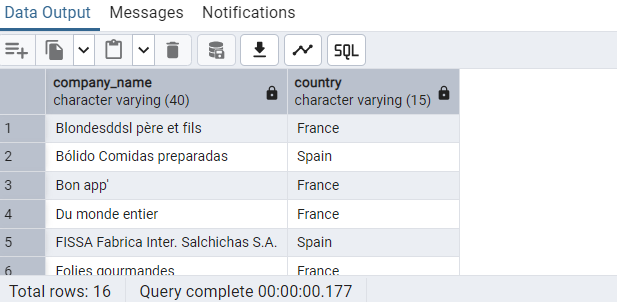 Data Output Messages Notifications
SQL
company_name country
character varying (40) character varying (15)
1 Blondesddsl père et fils France
2 Bólido Comidas preparadas Spain
3 Bon app' France
4 Du monde entier France
5 FISSA Fabrica Inter. Salchichas S.A. Spain
6 Folies gourmandes France
Total rows: 16 Query complete 00:00:00.177